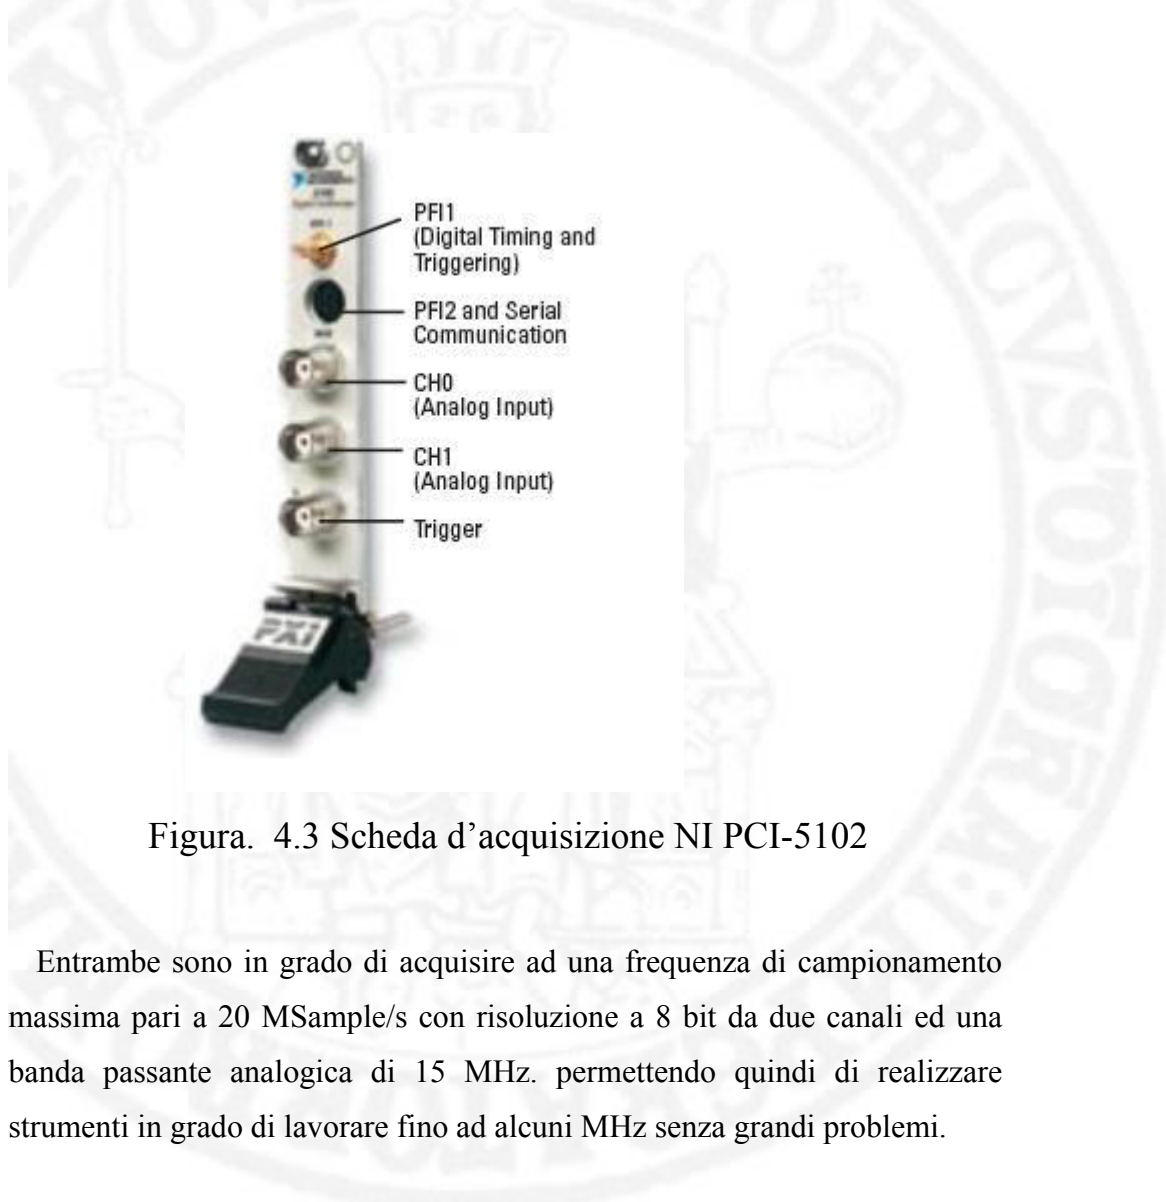 PFI1
(Digital Timing and
Triggering)
PFI2 and Serial
Communication
CH0
(Analog Input)
CH1
(Analog Input)
Trigger
PXI
Figura. 4.3 Scheda d’acquisizione NI PCI-5102
Entrambe sono in grado di acquisire ad una frequenza di campionamento
massima pari a 20 MSample/s con risoluzione a 8 bit da due canali ed una
banda passante analogica di 15 MHz. permettendo quindi di realizzare
strumenti in grado di lavorare fino ad alcuni MHz senza grandi problemi.